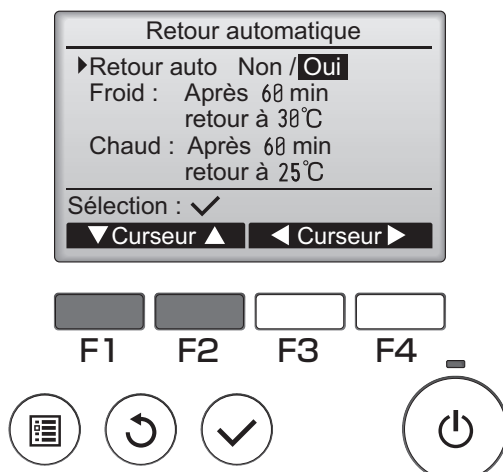 Retour automatique
Retour auto Non / Oui
Froid : Après 60 min
retour à 30°C
Chaud : Après 60 min
retour à 25°C
Sélection : ✓
▼Curseur▲ ◀Curseur▶
F1 F2 F3 F4